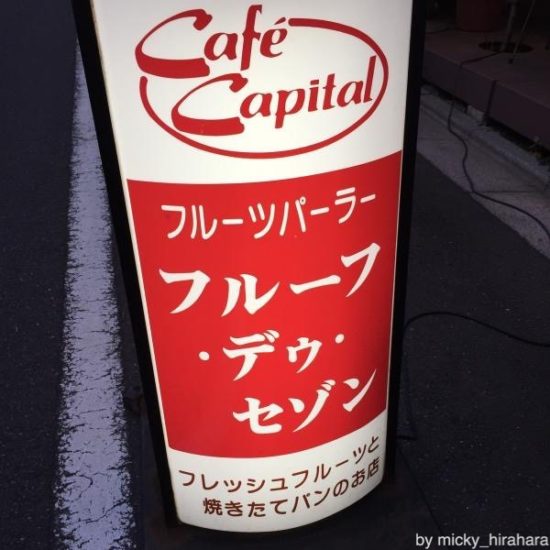 Café
Capital
フルーツパーラー
フルーフ
・デゥ・
セゾン
フレッシュフルーツと
焼きたてパンのお店
by micky_hirahara